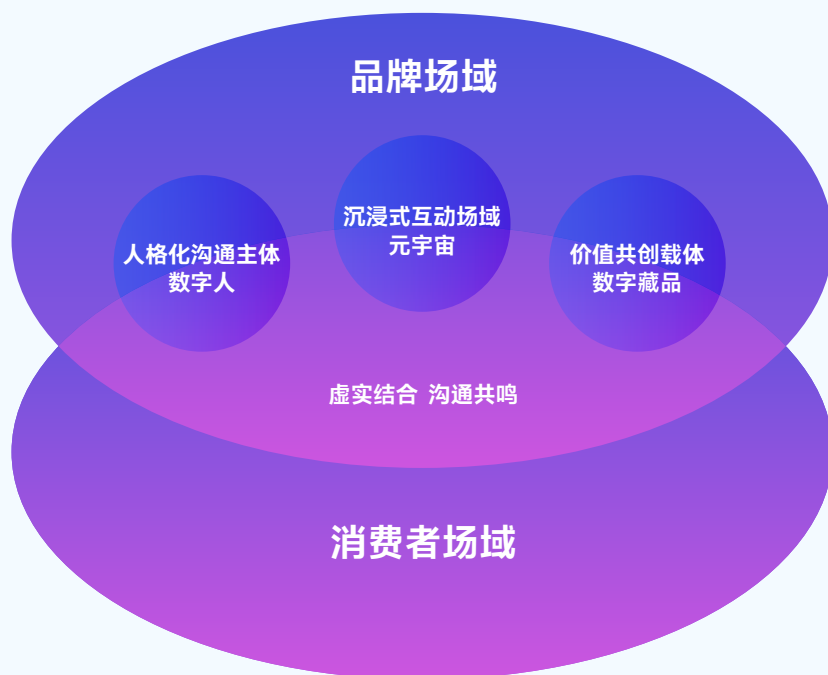 品牌场域
沉浸式互动场域
元宇宙
人格化沟通主体
数字人
价值共创载体
数字藏品
虚实结合 沟通共鸣
消费者场域